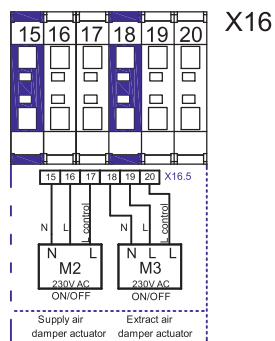 X16
15 16 17 18 19 20
15 16 17 18 19 20 X16.5
N L L control N L L control
N L N L L
M2 M3
230V AC 230V AC
ON/OFF ON/OFF
Supply air Extract air
damper actuator damper actuator